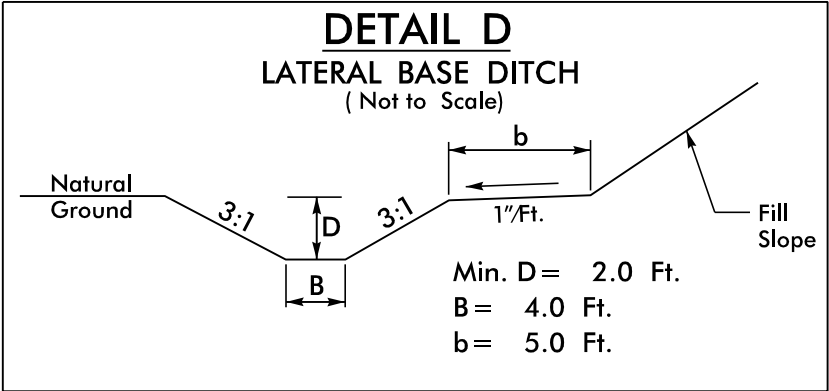 DETAIL D
LATERAL BASE DITCH
( Not to Scale)
b
Natural
Ground
3:1
D
3:1
1"/Ft.
Fill
Slope
B
Min. D= 2.0 Ft.
B= 4.0 Ft.
b= 5.0 Ft.